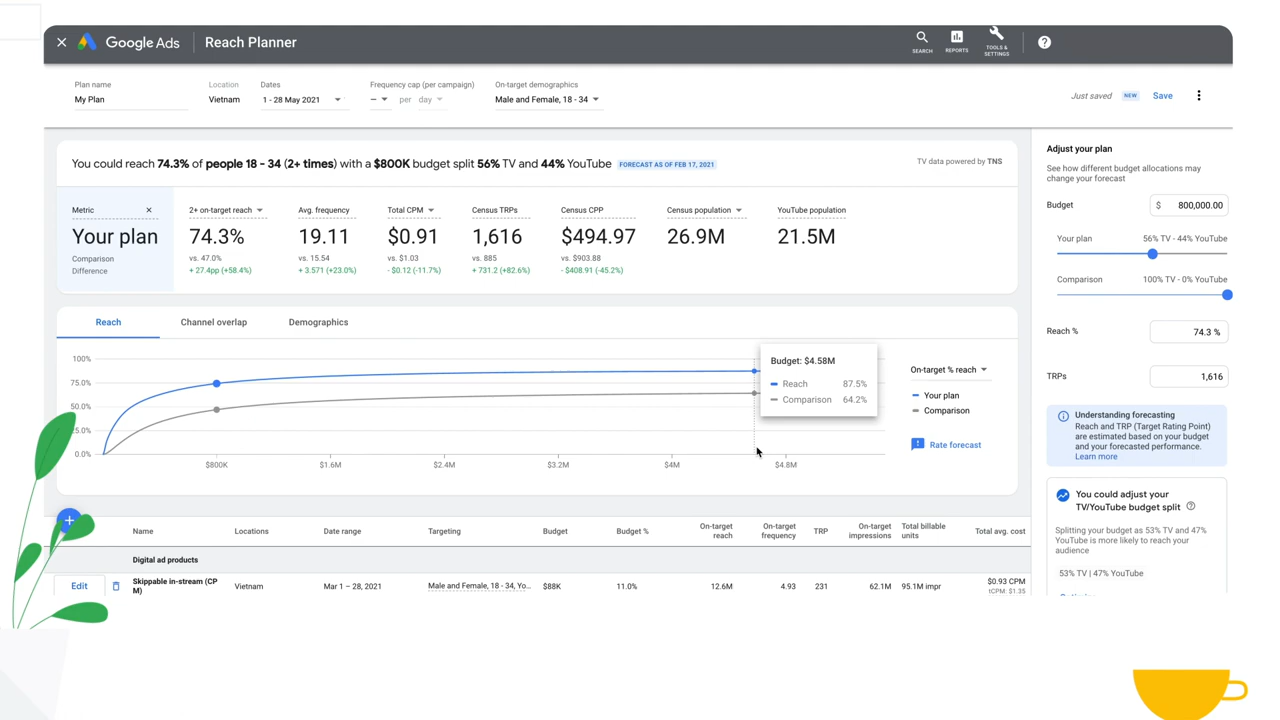 Google Ads Reach Planner
SEARCH REPORTS TOOLS & SETTINGS
Plan name Location Dates Frequency cap (per campaign) On-target demographics
My Plan Vietnam 1 - 28 May 2021 – per day Male and Female, 18 - 34
Just saved NEW Save
You could reach 74.3% of people 18 - 34 (2+ times) with a $800K budget split 56% TV and 44% YouTube FORECAST AS OF FEB 17, 2021 TV data powered by TNS
Metric 2+ on-target reach Avg. frequency Total CPM Census TRPs Census CPP Census population YouTube population
Your plan 74.3% 19.11 $0.91 1,616 $494.97 26.9M 21.5M
Comparison vs. 47.0% vs. 15.54 vs. $1.03 vs. 885 vs. $903.88
Difference + 27.4pp (+58.4%) + 3.571 (+23.0%) - $0.12 (-11.7%) + 731.2 (+82.6%) - $408.91 (-45.2%)
Reach Channel overlap Demographics
100%
75.0%
50.0%
25.0%
0.0%
$800K $1.6M $2.4M $3.2M $4M $4.8M
Budget: $4.58M
Reach 87.5%
Comparison 64.2%
On-target % reach
Your plan
Comparison
Rate forecast
Name Locations Date range Targeting Budget Budget % On-target reach On-target frequency TRP On-target impressions Total billable units Total avg. cost
Digital ad products
Edit Skippable in-stream (CP Vietnam Mar 1 – 28, 2021 Male and Female, 18 - 34, Yo... $88K 11.0% 12.6M 4.93 231 62.1M 95.1M impr $0.93 CPM
M) tCPM: $1.35
Adjust your plan
See how different budget allocations may
change your forecast
Budget $ 800,000.00
Your plan 56% TV - 44% YouTube
Comparison 100% TV - 0% YouTube
Reach % 74.3 %
TRPs 1,616
Understanding forecasting
Reach and TRP (Target Rating Point)
are estimated based on your budget
and your forecasted performance.
Learn more
You could adjust your
TV/YouTube budget split
Splitting your budget as 53% TV and 47%
YouTube is more likely to reach your
audience
53% TV | 47% YouTube